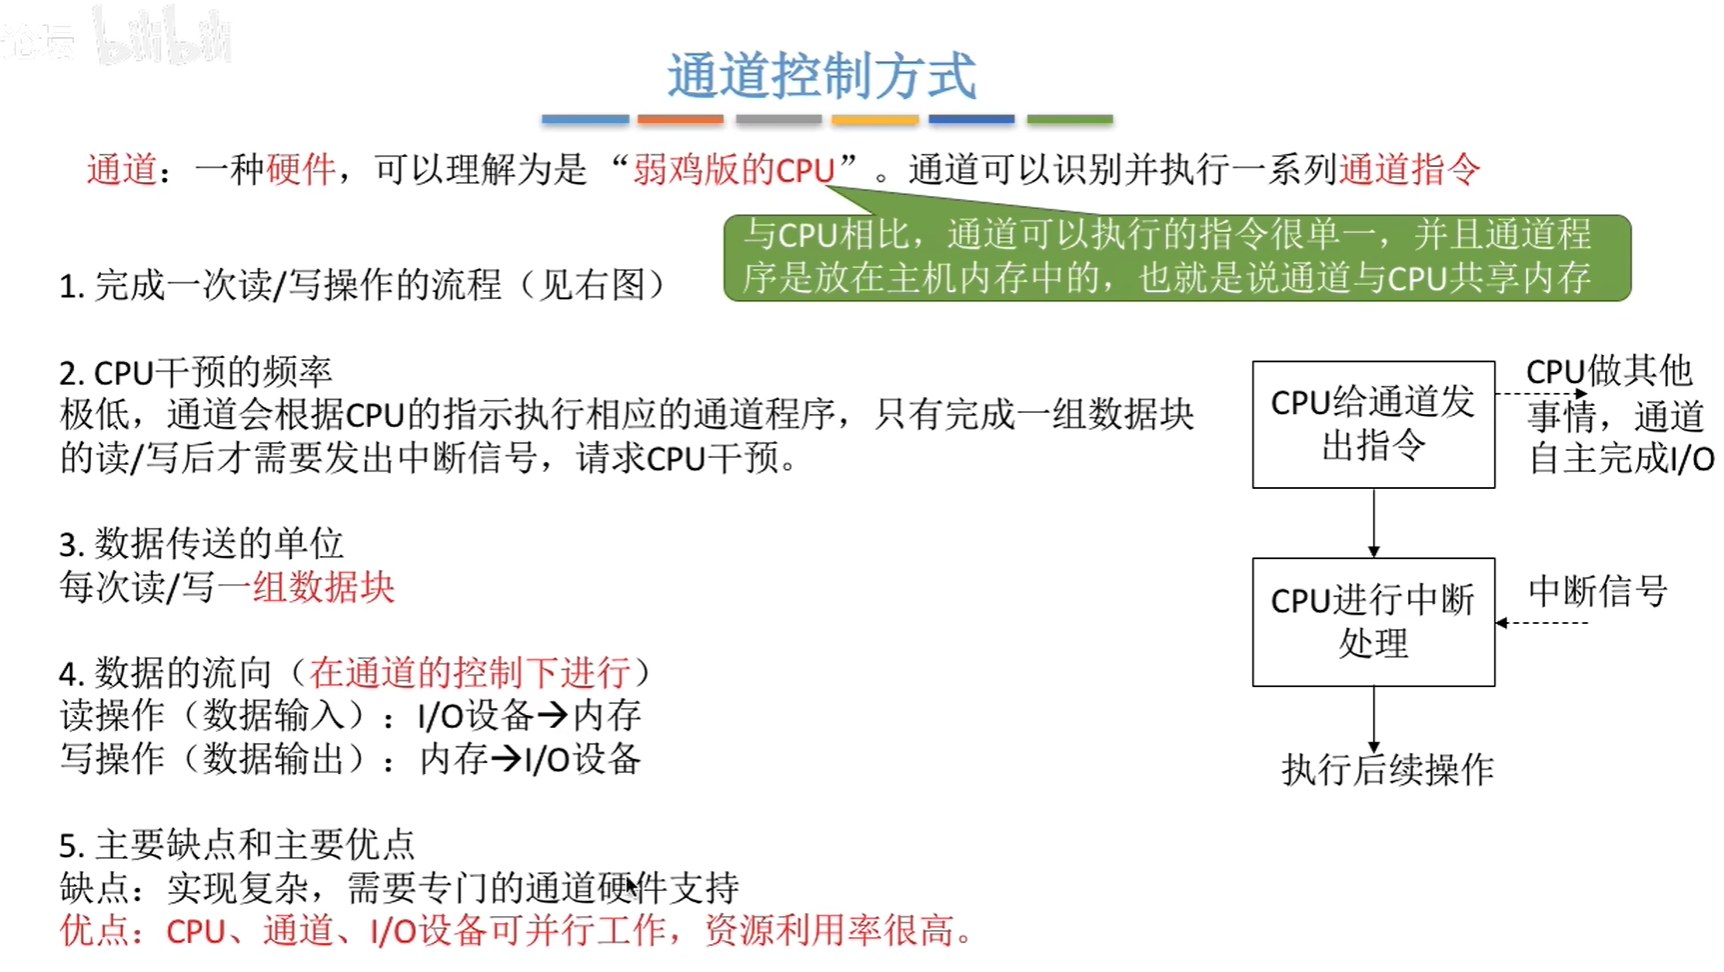 论坛 bilibili
通道控制方式
通道：一种硬件，可以理解为是“弱鸡版的CPU”。通道可以识别并执行一系列通道指令
与CPU相比，通道可以执行的指令很单一，并且通道程
序是放在主机内存中的，也就是说通道与CPU共享内存
1. 完成一次读/写操作的流程（见右图）
2. CPU干预的频率
极低，通道会根据CPU的指示执行相应的通道程序，只有完成一组数据块
的读/写后才需要发出中断信号，请求CPU干预。
3. 数据传送的单位
每次读/写一组数据块
4. 数据的流向（在通道的控制下进行）
读操作（数据输入）：I/O设备→内存
写操作（数据输出）：内存→I/O设备
5. 主要缺点和主要优点
缺点：实现复杂，需要专门的通道硬件支持
优点：CPU、通道、I/O设备可并行工作，资源利用率很高。
CPU给通道发
出指令
CPU做其他
事情，通道
自主完成I/O
CPU进行中断
处理
中断信号
执行后续操作